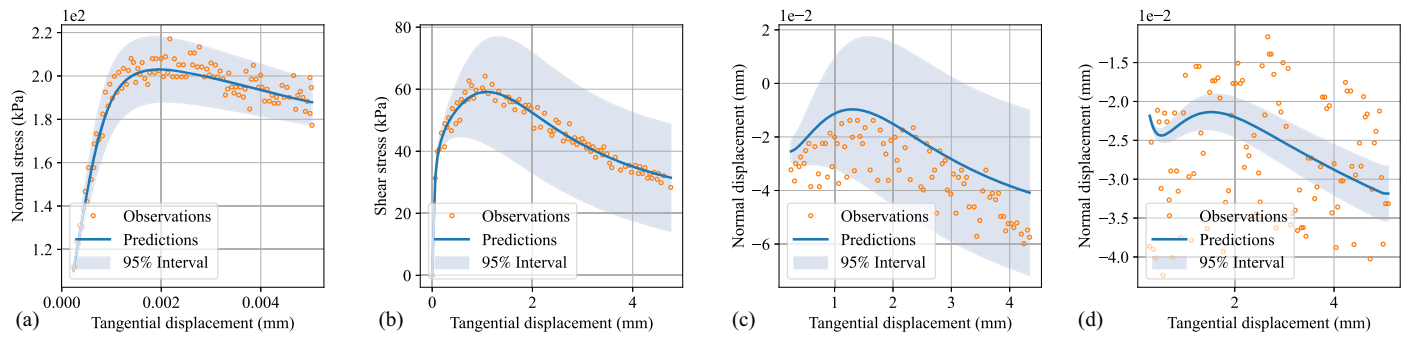 1e2
Normal stress (kPa)
2.2
2.0
1.8
1.6
1.4
1.2
0.000
0.002
0.004
Observations
Predictions
95% Interval
(a)
Tangential displacement (mm)
Shear stress (kPa)
80
60
40
20
0
0
2
4
Observations
Predictions
95% Interval
(b)
Tangential displacement (mm)
1e−2
Normal displacement (mm)
2
0
−2
−4
−6
1
2
3
4
Observations
Predictions
95% Interval
(c)
Tangential displacement (mm)
1e−2
Normal displacement (mm)
−1.5
−2.0
−2.5
−3.0
−3.5
−4.0
2
4
Observations
Predictions
95% Interval
(d)
Tangential displacement (mm)